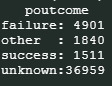 poutcome
failure: 4901
other  : 1840
success: 1511
unknown:36959